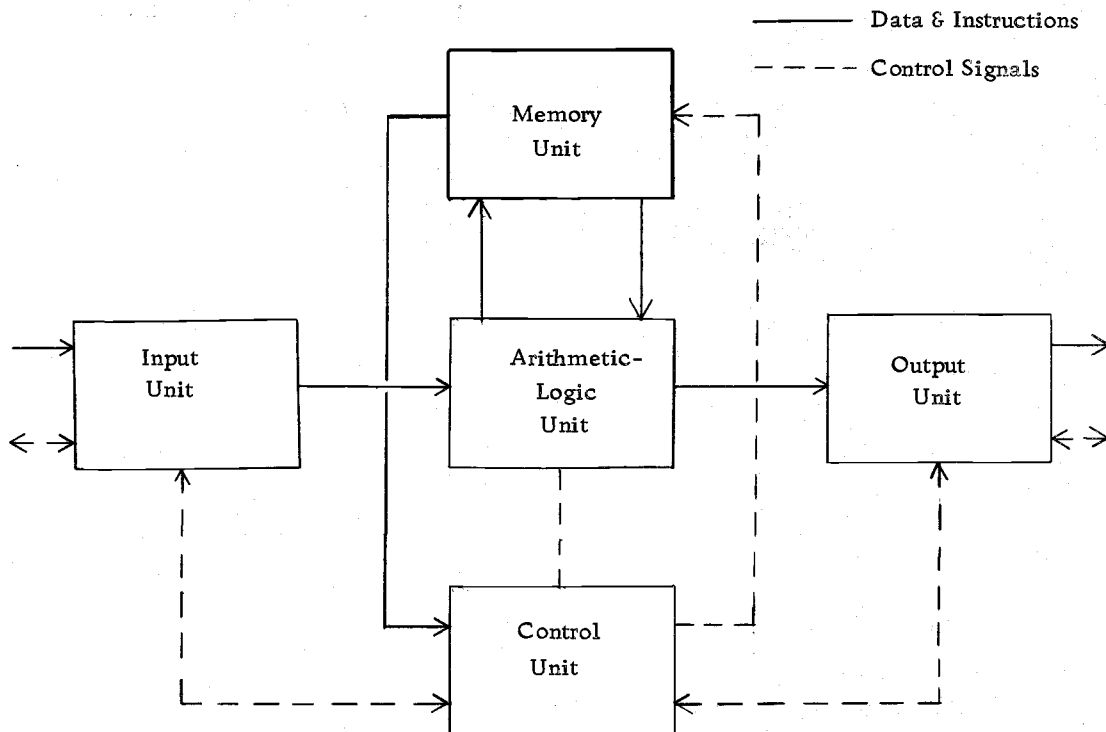 Data & Instructions
Control Signals
Memory
Unit
Input
Unit
Arithmetic-
Logic
Unit
Output
Unit
Control
Unit